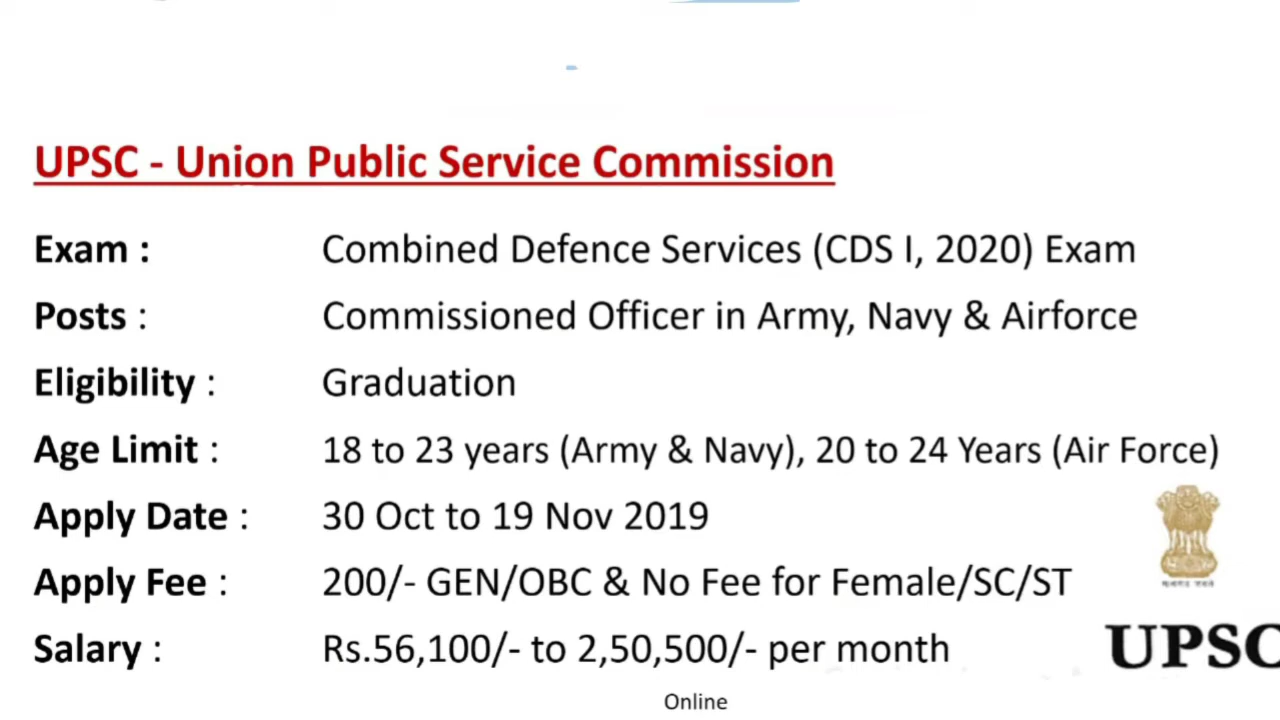 UPSC - Union Public Service Commission
Exam : Combined Defence Services (CDS I, 2020) Exam
Posts : Commissioned Officer in Army, Navy & Airforce
Eligibility : Graduation
Age Limit : 18 to 23 years (Army & Navy), 20 to 24 Years (Air Force)
Apply Date : 30 Oct to 19 Nov 2019
Apply Fee : 200/- GEN/OBC & No Fee for Female/SC/ST
Salary : Rs.56,100/- to 2,50,500/- per month
UPSC
Online